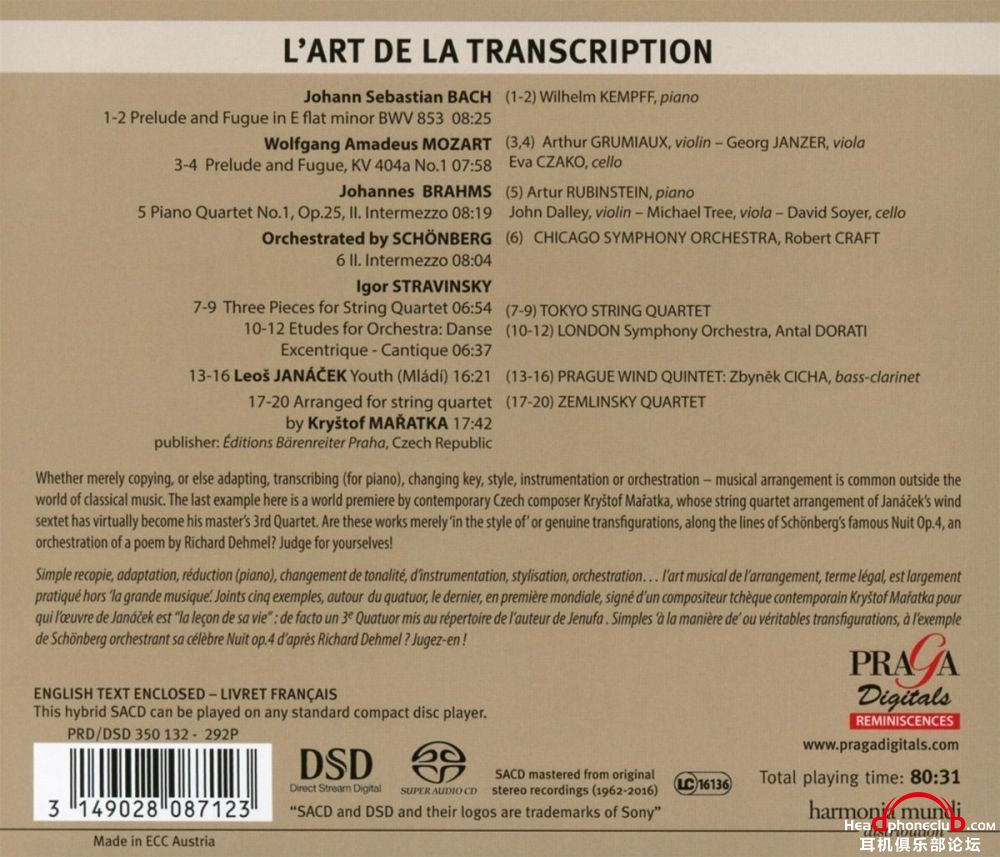 L'ART DE LA TRANSCRIPTION
Johann Sebastian BACH (1-2) Wilhelm KEMPFF, piano
1-2 Prelude and Fugue in E flat minor BWV 853 08:25
Wolfgang Amadeus MOZART (3,4) Arthur GRUMIAUX, violin – Georg JANZER, viola
3-4 Prelude and Fugue, KV 404a No.1 07:58 Eva CZAKO, cello
Johannes BRAHMS (5) Artur RUBINSTEIN, piano
5 Piano Quartet No.1, Op.25, II. Intermezzo 08:19 John Dalley, violin – Michael Tree, viola – David Soyer, cello
Orchestrated by SCHÖNBERG (6) CHICAGO SYMPHONY ORCHESTRA, Robert CRAFT
6 II. Intermezzo 08:04
Igor STRAVINSKY
7-9 Three Pieces for String Quartet 06:54 (7-9) TOKYO STRING QUARTET
10-12 Etudes for Orchestra: Danse (10-12) LONDON Symphony Orchestra, Antal DORATI
Excentrique - Cantique 06:37
13-16 Leoš JANÁČEK Youth (Mládí) 16:21 (13-16) PRAGUE WIND QUINTET: Zbyněk CICHA, bass-clarinet
17-20 Arranged for string quartet (17-20) ZEMLINSKY QUARTET
by Kryštof MAŘATKA 17:42
publisher: Éditions Bärenreiter Praha, Czech Republic
Whether merely copying, or else adapting, transcribing (for piano), changing key, style, instrumentation or orchestration – musical arrangement is common outside the
world of classical music. The last example here is a world premiere by contemporary Czech composer Kryštof Mařatka, whose string quartet arrangement of Janáček's wind
sextet has virtually become his master's 3rd Quartet. Are these works merely 'in the style of' or genuine transfigurations, along the lines of Schönberg's famous Nuit Op.4, an
orchestration of a poem by Richard Dehmel? Judge for yourselves!
Simple recopie, adaptation, réduction (piano), changement de tonalité, d'instrumentation, stylisation, orchestration… l'art musical de l'arrangement, terme légal, est largement
pratiqué hors 'la grande musique'. Joints cinq exemples, autour du quatuor, le dernier, en première mondiale, signé d'un compositeur tchèque contemporain Kryštof Mařatka pour
qui l'œuvre de Janáček est "la leçon de sa vie" : de facto un 3e Quatuor mis au répertoire de l'auteur de Jenufa . Simples 'à la manière de' ou véritables transfigurations, à l'exemple
de Schönberg orchestrant sa célèbre Nuit op.4 d'après Richard Dehmel ? Jugez-en !
PRAGA
Digitals
REMINISCENCES
www.pragadigitals.com
ENGLISH TEXT ENCLOSED – LIVRET FRANÇAIS
This hybrid SACD can be played on any standard compact disc player.
PRD/DSD 350 132 - 292P
3 149028 087123
DSD
Direct Stream Digital
SUPER AUDIO CD
SACD mastered from original
stereo recordings (1962-2016)
LC 16136
Total playing time: 80:31
"SACD and DSD and their logos are trademarks of Sony"
harmonia mundi
distribution
HeadphoneclUb.com
耳机俱乐部论坛
Made in ECC Austria